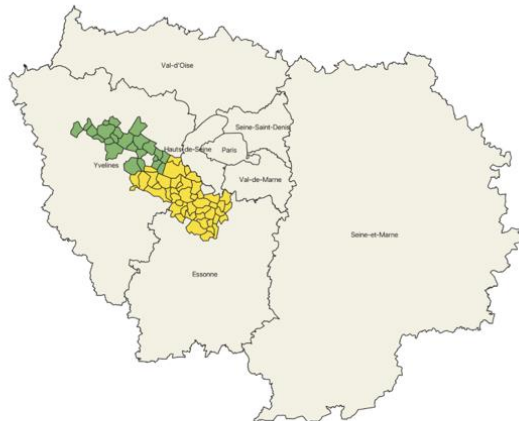 Val-d'Oise
Seine-Saint-Denis
Hauts-de-Seine
Paris
Yvelines
Val-de-Marne
Seine-et-Marne
Essonne